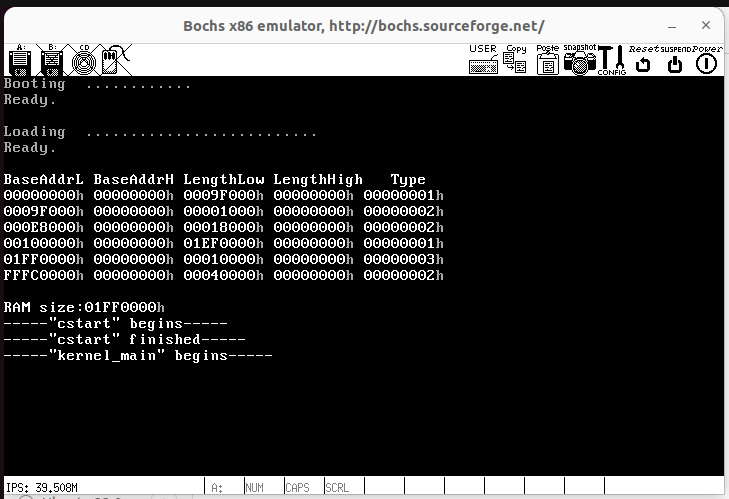 Bochs x86 emulator, http://bochs.sourceforge.net/
A: B: CD USER Copy Paste snapshot CONFIG Reset SUSPEND Power
Booting ............
Ready.
Loading ..........................
Ready.
BaseAddrL BaseAddrH LengthLow LengthHigh Type
00000000h 00000000h 0009F000h 00000000h 00000001h
0009F000h 00000000h 00001000h 00000000h 00000002h
000E8000h 00000000h 00018000h 00000000h 00000002h
00100000h 00000000h 01EF0000h 00000000h 00000001h
01FF0000h 00000000h 00010000h 00000000h 00000003h
FFFC0000h 00000000h 00040000h 00000000h 00000002h
RAM size:01FF0000h
-----"cstart" begins-----
-----"cstart" finished-----
-----"kernel_main" begins-----
IPS: 39.508M A: NUM CAPS SCRL